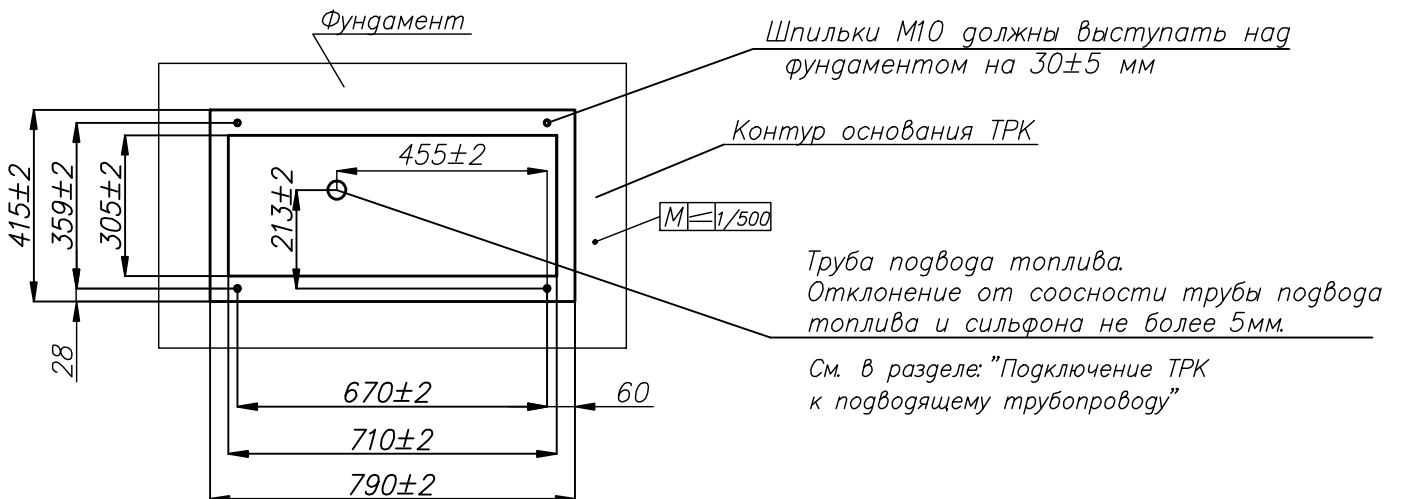 Фундамент
Шпильки М10 должны выступать над
фундаментом на 30±5 мм
Контур основания ТРК
455±2
415±2
359±2
305±2
213±2
М 1/500
Труба подвода топлива.
Отклонение от соосности трубы подвода
топлива и сильфона не более 5мм.
28
См. в разделе: "Подключение ТРК
к подводящему трубопроводу"
670±2
60
710±2
790±2